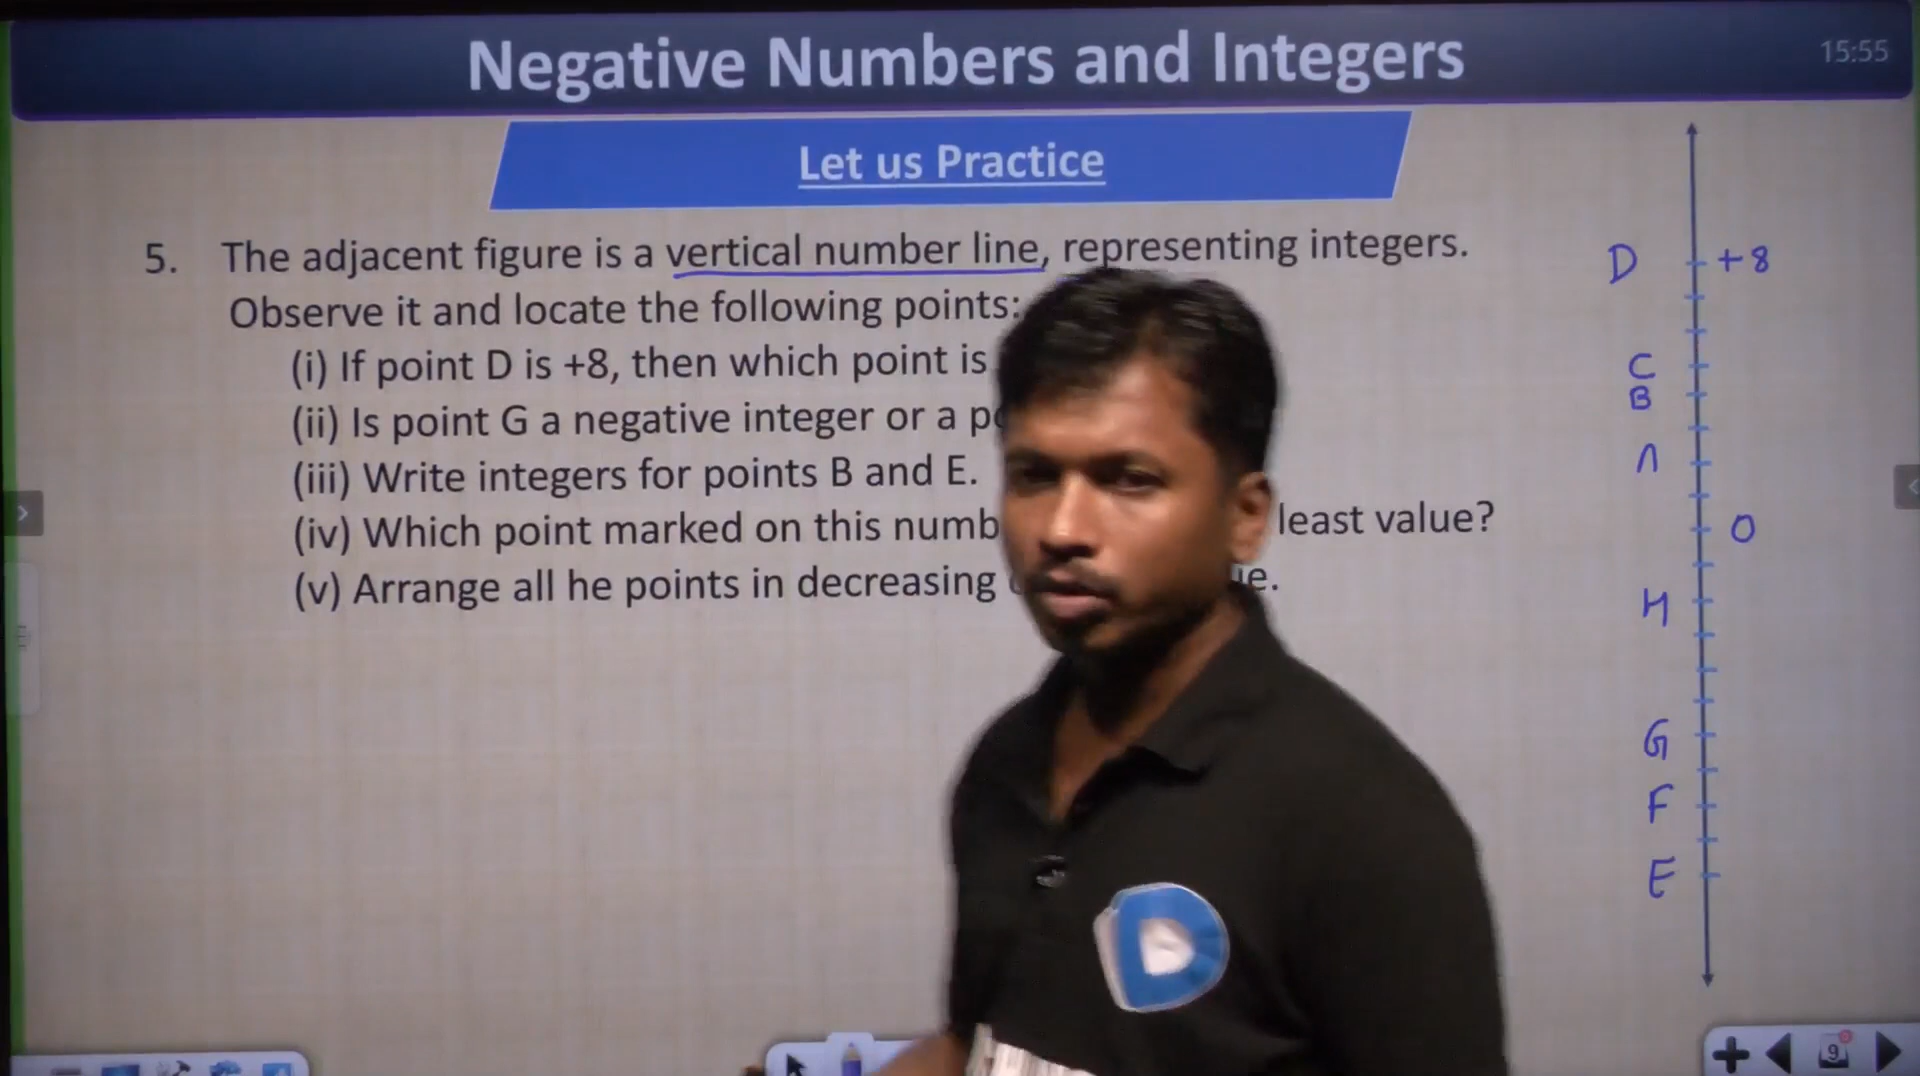 Negative Numbers and Integers
15:55
Let us Practice
5. The adjacent figure is a vertical number line, representing integers.
Observe it and locate the following points:
(i) If point D is +8, then which point is
(ii) Is point G a negative integer or a
(iii) Write integers for points B and E.
(iv) Which point marked on this least value?
(v) Arrange all he points in decreasing
D +8
C
B
O
H
G
F
E
D
9